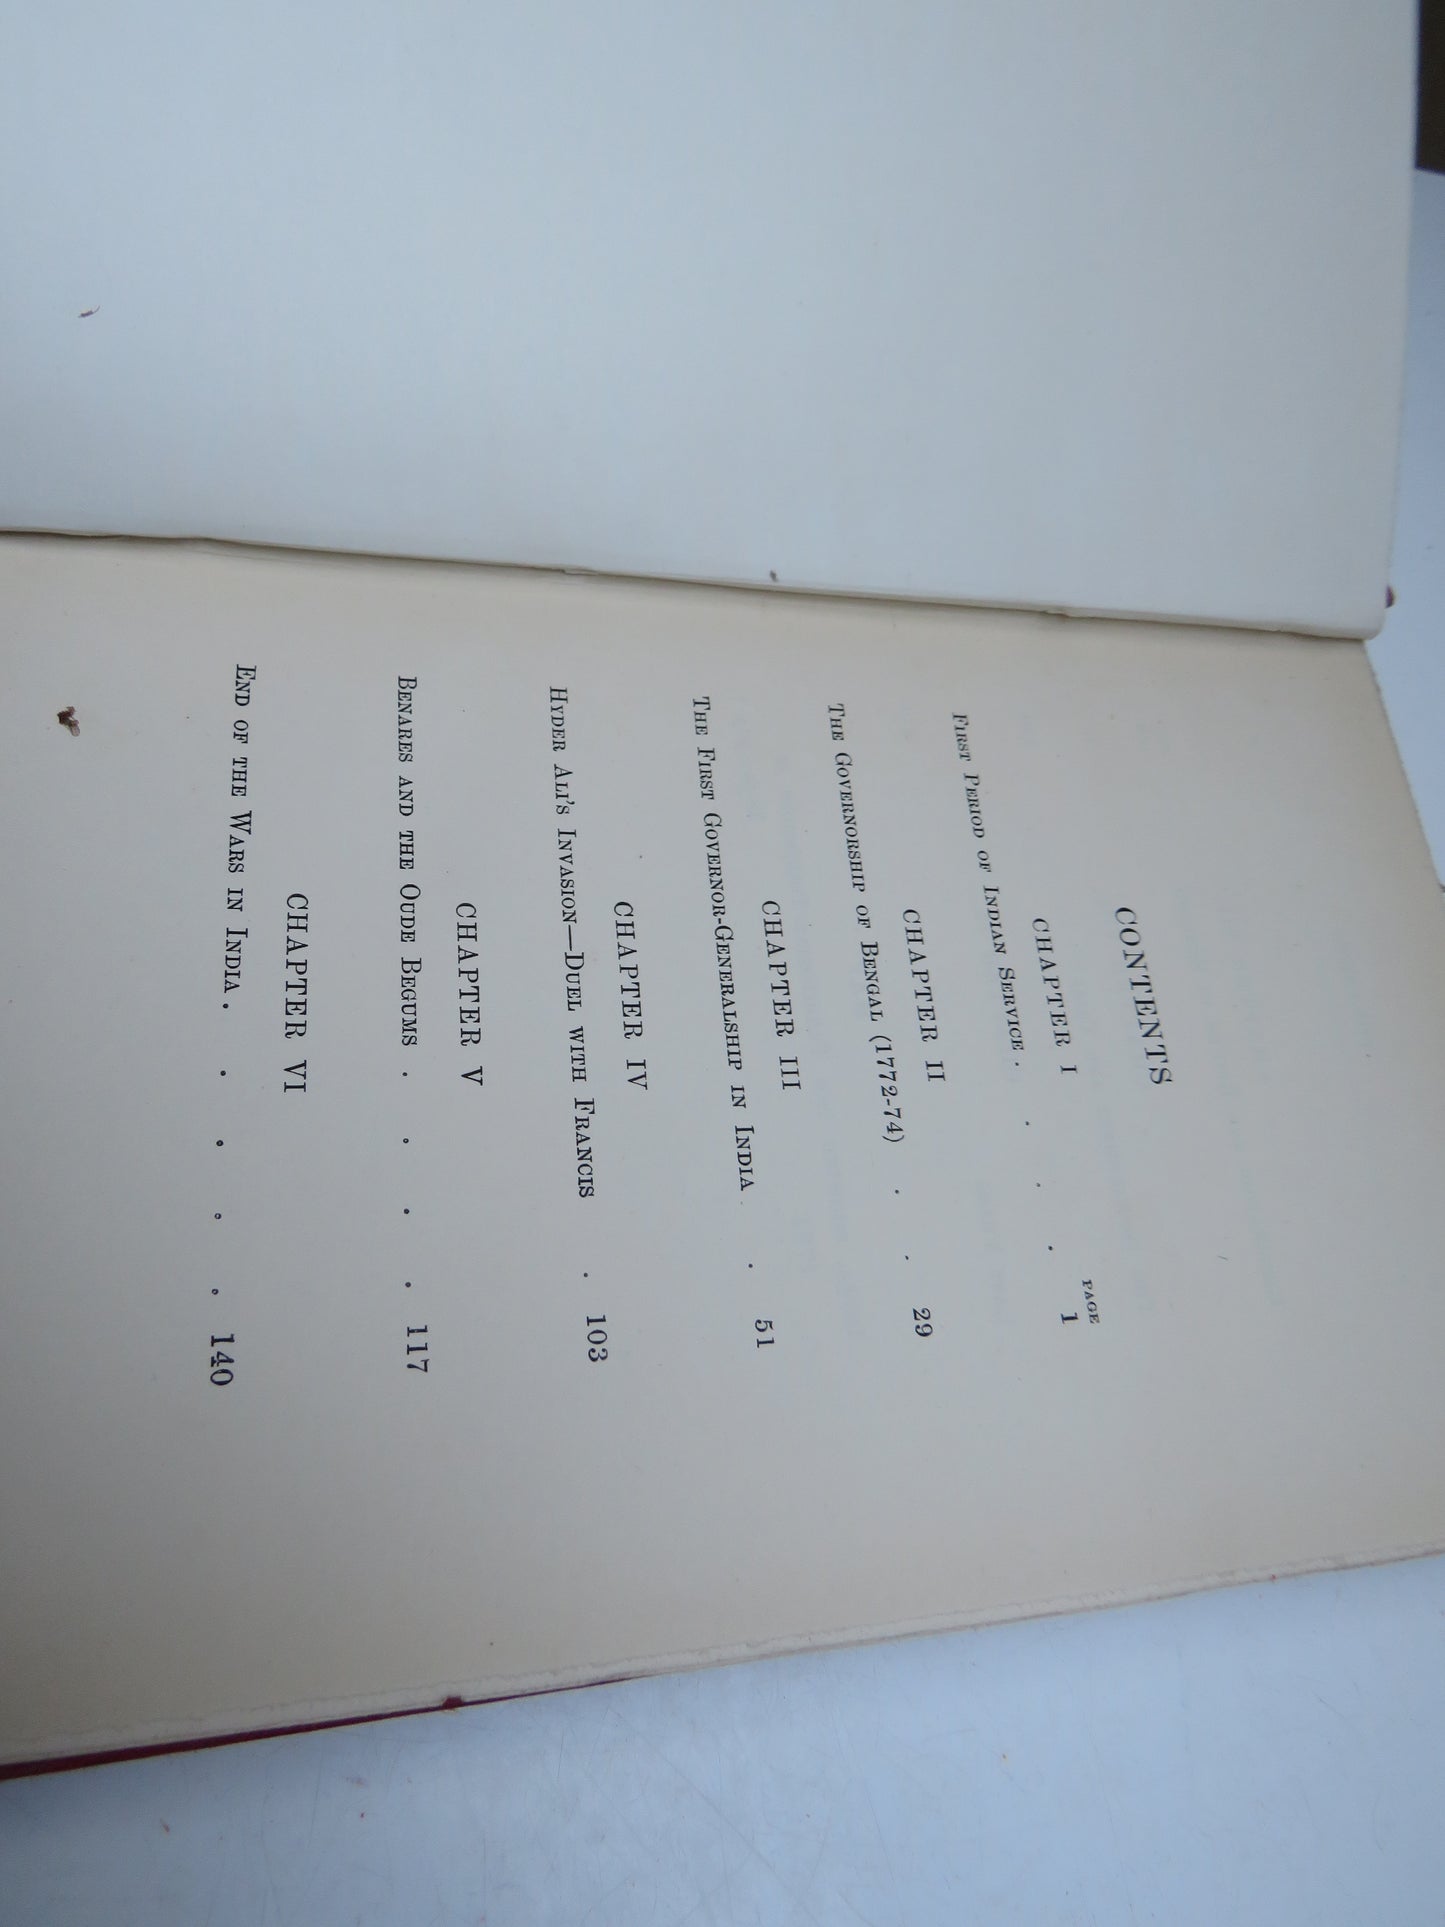 CONTENTS
CHAPTER I
PAGE
First Period of Indian Service . . . . 1
CHAPTER II
The Governorship of Bengal (1772-74) . . 29
CHAPTER III
The First Governor-Generalship in India . . 51
CHAPTER IV
Hyder Ali's Invasion—Duel with Francis . 103
CHAPTER V
Benares and the Oude Begums . . . . 117
CHAPTER VI
End of the Wars in India . . . . . 140